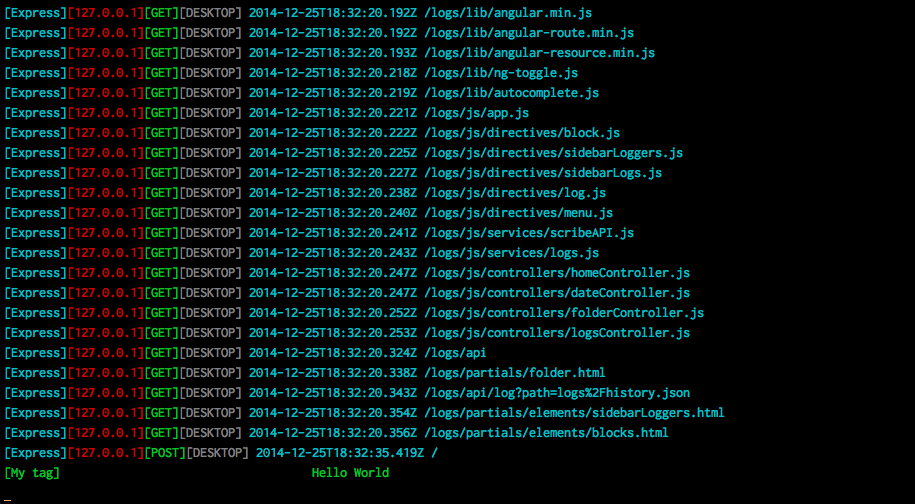 [Express][127.0.0.1][GET][DESKTOP] 2014-12-25T18:32:20.192Z /logs/lib/angular.min.js
[Express][127.0.0.1][GET][DESKTOP] 2014-12-25T18:32:20.192Z /logs/lib/angular-route.min.js
[Express][127.0.0.1][GET][DESKTOP] 2014-12-25T18:32:20.193Z /logs/lib/angular-resource.min.js
[Express][127.0.0.1][GET][DESKTOP] 2014-12-25T18:32:20.218Z /logs/lib/ng-toggle.js
[Express][127.0.0.1][GET][DESKTOP] 2014-12-25T18:32:20.219Z /logs/lib/autocomplete.js
[Express][127.0.0.1][GET][DESKTOP] 2014-12-25T18:32:20.221Z /logs/js/app.js
[Express][127.0.0.1][GET][DESKTOP] 2014-12-25T18:32:20.222Z /logs/js/directives/block.js
[Express][127.0.0.1][GET][DESKTOP] 2014-12-25T18:32:20.225Z /logs/js/directives/sidebarLoggers.js
[Express][127.0.0.1][GET][DESKTOP] 2014-12-25T18:32:20.227Z /logs/js/directives/sidebarLogs.js
[Express][127.0.0.1][GET][DESKTOP] 2014-12-25T18:32:20.238Z /logs/js/directives/log.js
[Express][127.0.0.1][GET][DESKTOP] 2014-12-25T18:32:20.240Z /logs/js/directives/menu.js
[Express][127.0.0.1][GET][DESKTOP] 2014-12-25T18:32:20.241Z /logs/js/services/scribeAPI.js
[Express][127.0.0.1][GET][DESKTOP] 2014-12-25T18:32:20.243Z /logs/js/services/logs.js
[Express][127.0.0.1][GET][DESKTOP] 2014-12-25T18:32:20.247Z /logs/js/controllers/homeController.js
[Express][127.0.0.1][GET][DESKTOP] 2014-12-25T18:32:20.247Z /logs/js/controllers/dateController.js
[Express][127.0.0.1][GET][DESKTOP] 2014-12-25T18:32:20.252Z /logs/js/controllers/folderController.js
[Express][127.0.0.1][GET][DESKTOP] 2014-12-25T18:32:20.253Z /logs/js/controllers/logsController.js
[Express][127.0.0.1][GET][DESKTOP] 2014-12-25T18:32:20.324Z /logs/api
[Express][127.0.0.1][GET][DESKTOP] 2014-12-25T18:32:20.338Z /logs/partials/folder.html
[Express][127.0.0.1][GET][DESKTOP] 2014-12-25T18:32:20.343Z /logs/api/log?path=logs%2Fhistory.json
[Express][127.0.0.1][GET][DESKTOP] 2014-12-25T18:32:20.354Z /logs/partials/elements/sidebarLoggers.html
[Express][127.0.0.1][GET][DESKTOP] 2014-12-25T18:32:20.356Z /logs/partials/elements/blocks.html
[Express][127.0.0.1][POST][DESKTOP] 2014-12-25T18:32:35.419Z /
[My tag] Hello World